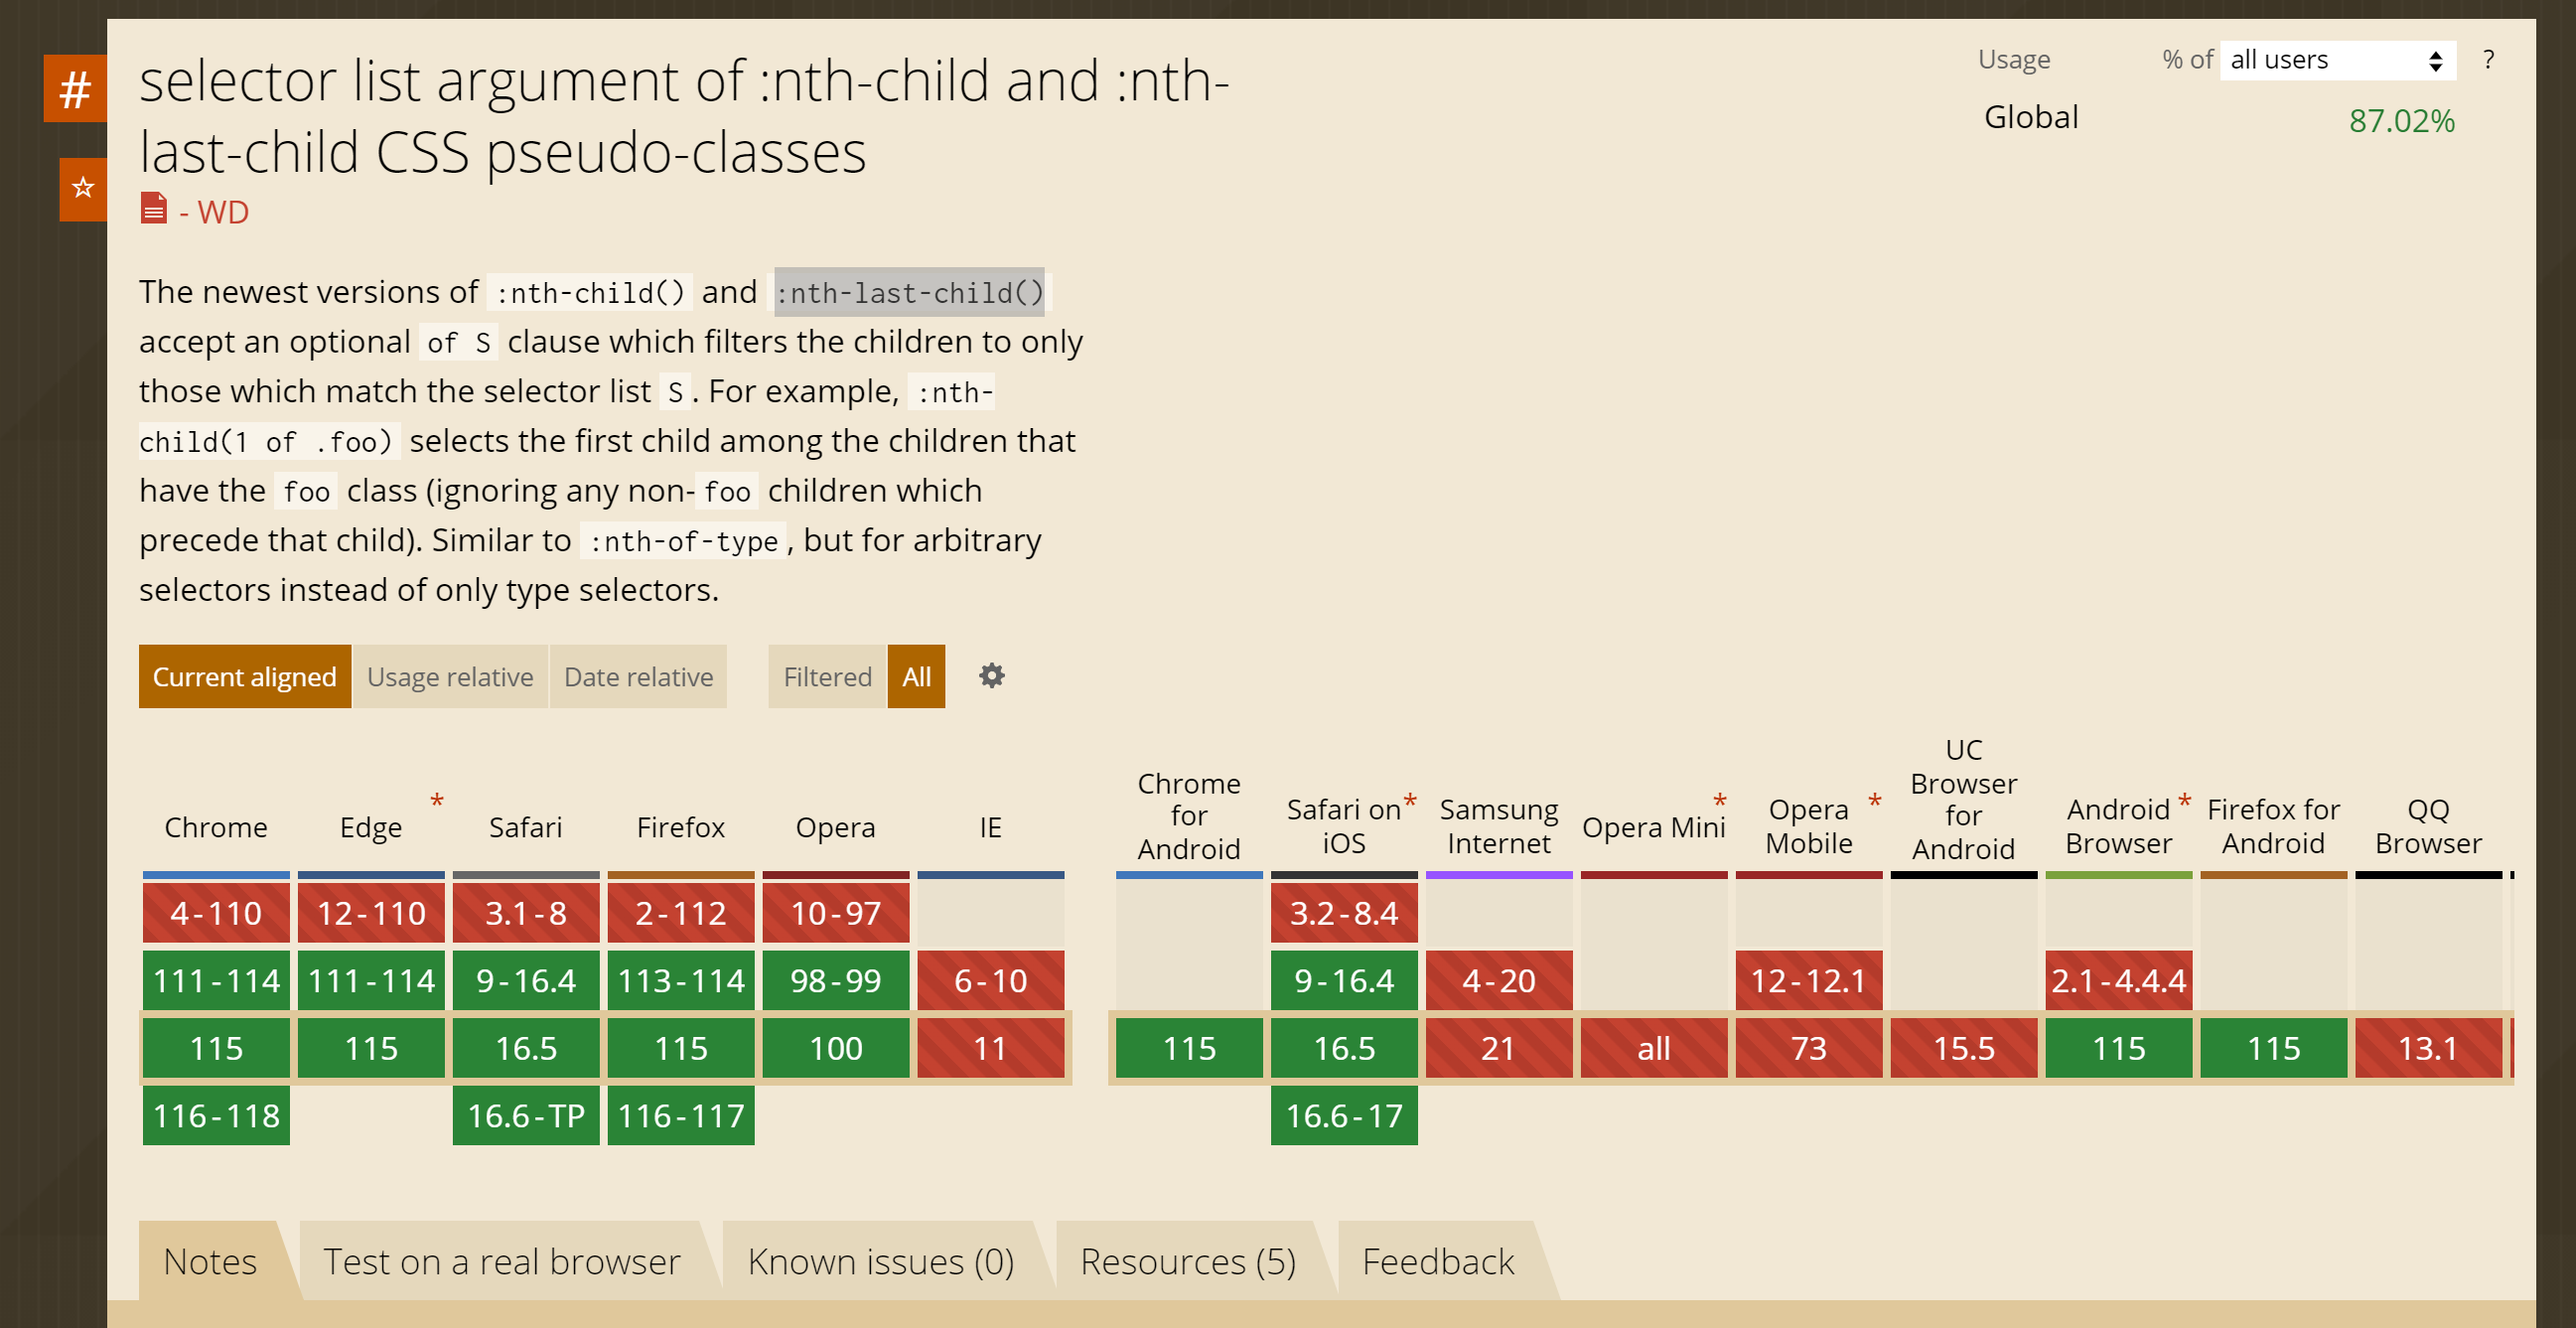 #
☆
selector list argument of :nth-child and :nth-
last-child CSS pseudo-classes
- WD
Usage % of all users ?
Global 87.02%
The newest versions of :nth-child() and :nth-last-child()
accept an optional of S clause which filters the children to only
those which match the selector list S. For example, :nth-
child(1 of .foo) selects the first child among the children that
have the foo class (ignoring any non-foo children which
precede that child). Similar to :nth-of-type, but for arbitrary
selectors instead of only type selectors.
Current aligned Usage relative Date relative Filtered All
Chrome
Edge *
Safari
Firefox
Opera
IE
Chrome
for
Android
Safari on *
iOS
Samsung
Internet
Opera Mini *
Opera *
Mobile
UC
Browser
for
Android
Android *
Browser
Firefox for
Android
QQ
Browser
4-110 12-110 3.1-8 2-112 10-97 3.2-8.4
111-114 111-114 9-16.4 113-114 98-99 6-10 9-16.4 4-20 12-12.1 2.1-4.4.4
115 115 16.5 115 100 11 115 16.5 21 all 73 15.5 115 115 13.1
116-118 16.6-TP 116-117 16.6-17
Notes Test on a real browser Known issues (0) Resources (5) Feedback